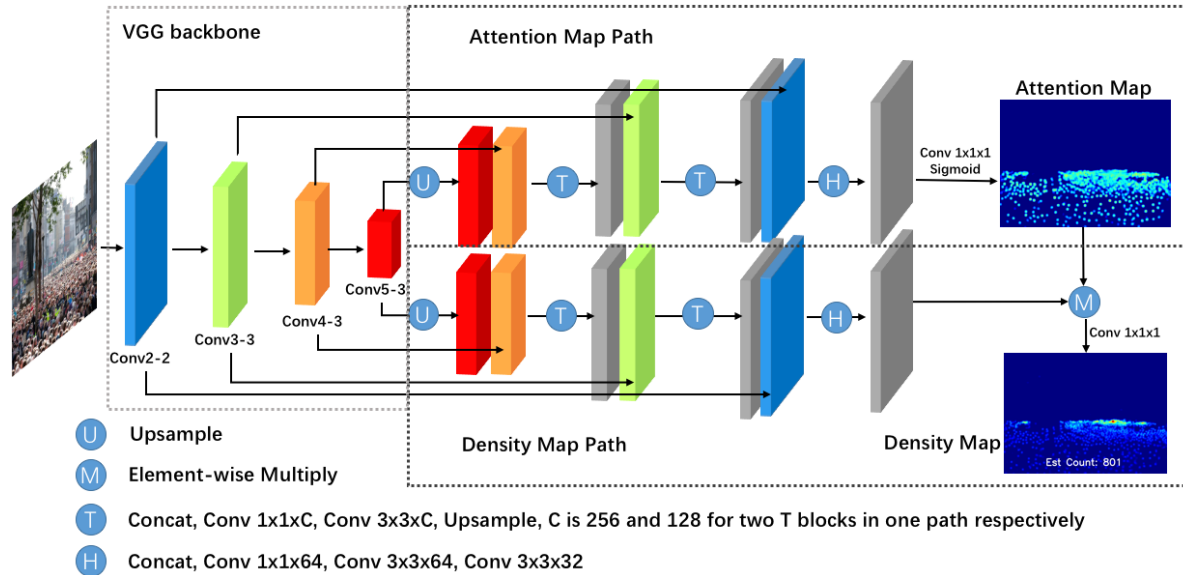 VGG backbone
Attention Map Path
Attention Map
Conv 1x1x1
Sigmoid
U
T
T
H
Conv5-3
Conv4-3
Conv3-3
Conv2-2
U
T
T
H
M
Conv 1x1x1
Density Map Path
Density Map
Est Count: 801
U Upsample
M Element-wise Multiply
T Concat, Conv 1x1xC, Conv 3x3xC, Upsample, C is 256 and 128 for two T blocks in one path respectively
H Concat, Conv 1x1x64, Conv 3x3x64, Conv 3x3x32